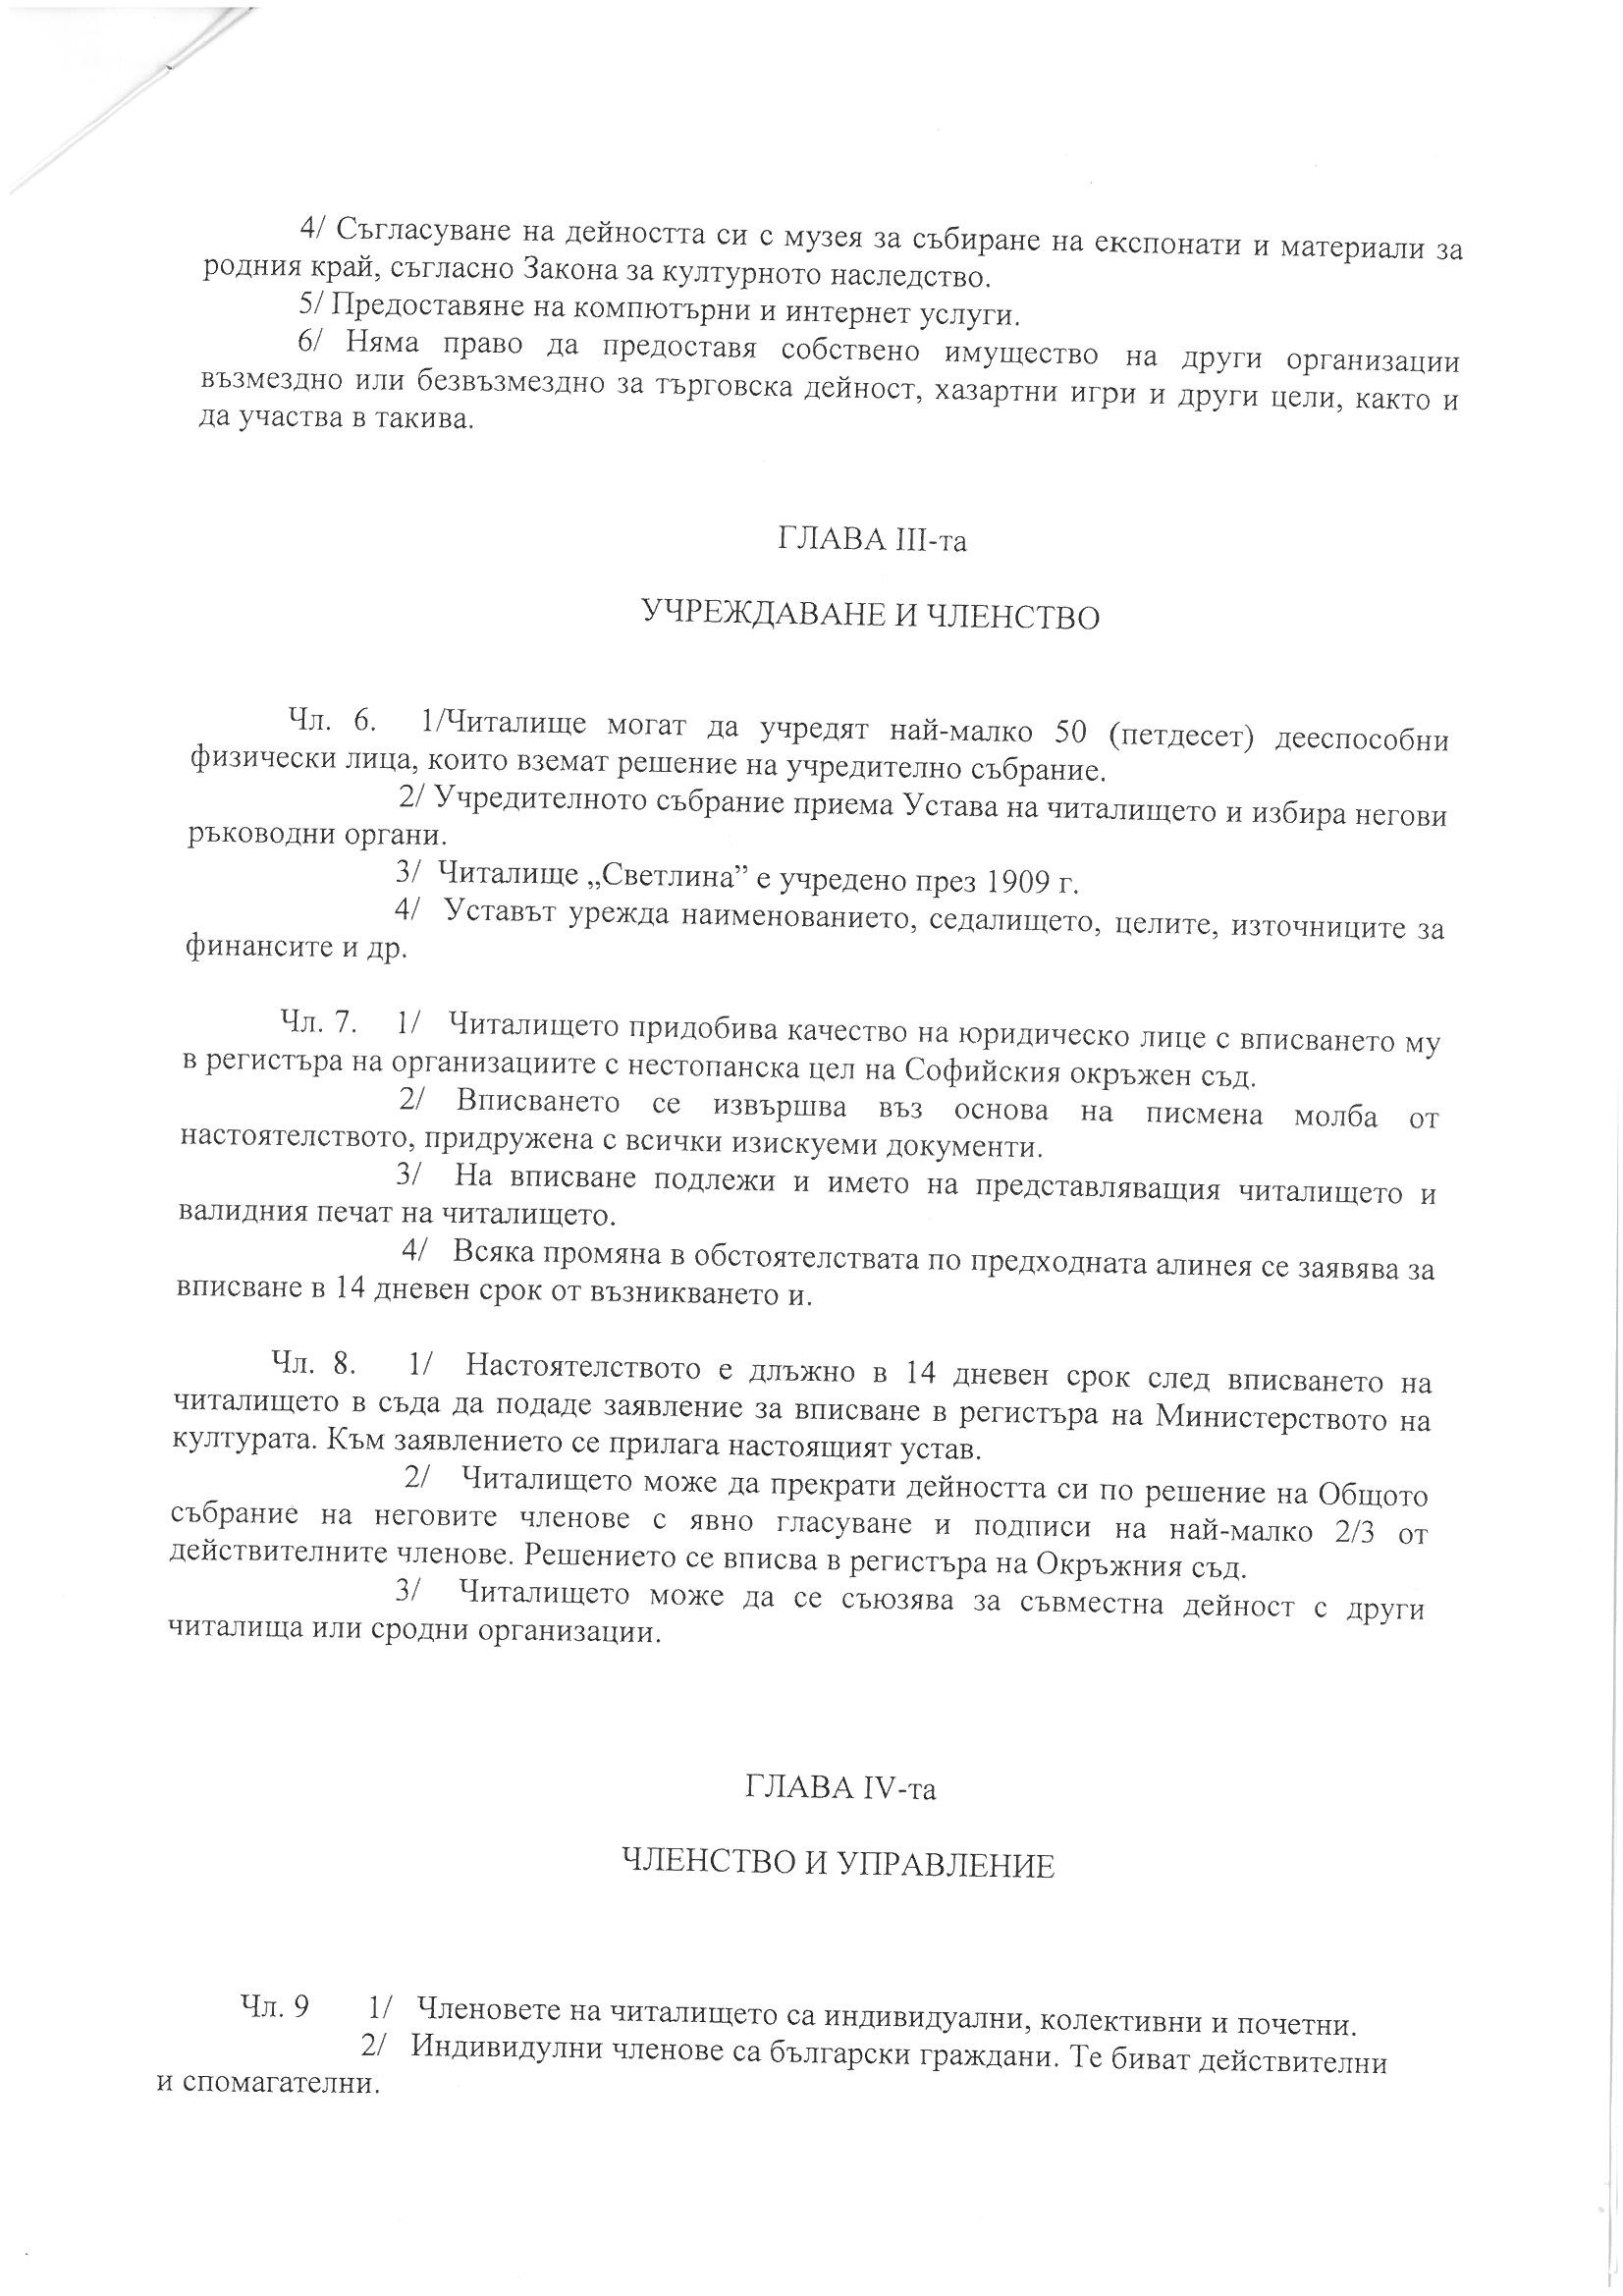 4/ Съгласуване на дейността си с музея за събиране на експонати и материали за
родния край, съгласно Закона за културното наследство.
5/ Предоставяне на компютърни и интернет услуги.
6/ Няма право да предоставя собствено имущество на други организации
възмездно или безвъзмездно за търговска дейност, хазартни игри и други цели, както и
да участва в такива.
ГЛАВА III-та
УЧРЕЖДАВАНЕ И ЧЛЕНСТВО
Чл. 6. 1/Читалище могат да учредят най-малко 50 (петдесет) дееспособни
физически лица, които вземат решение на учредително събрание.
2/ Учредителното събрание приема Устава на читалището и избира негови
ръководни органи.
3/ Читалище „Светлина” е учредено през 1909 г.
4/ Уставът урежда наименованието, седалището, целите, източниците за
финансите и др.
Чл. 7. 1/ Читалището придобива качество на юридическо лице с вписването му
в регистъра на организациите с нестопанска цел на Софийския окръжен съд.
2/ Вписването се извършва въз основа на писмена молба от
настоятелството, придружена с всички изискуеми документи.
3/ На вписване подлежи и името на представляващия читалището и
валидния печат на читалището.
4/ Всяка промяна в обстоятелствата по предходната алинея се заявява за
вписване в 14 дневен срок от възникването и.
Чл. 8. 1/ Настоятелството е длъжно в 14 дневен срок след вписването на
читалището в съда да подаде заявление за вписване в регистъра на Министерството на
културата. Към заявлението се прилага настоящият устав.
2/ Читалището може да прекрати дейността си по решение на Общото
събрание на неговите членове с явно гласуване и подписи на най-малко 2/3 от
действителните членове. Решението се вписва в регистъра на Окръжния съд.
3/ Читалището може да се съюзява за съвместна дейност с други
читалища или сродни организации.
ГЛАВА IV-та
ЧЛЕНСТВО И УПРАВЛЕНИЕ
Чл. 9 1/ Членовете на читалището са индивидуални, колективни и почетни.
2/ Индивидулни членове са български граждани. Те биват действителни
и спомагателни.